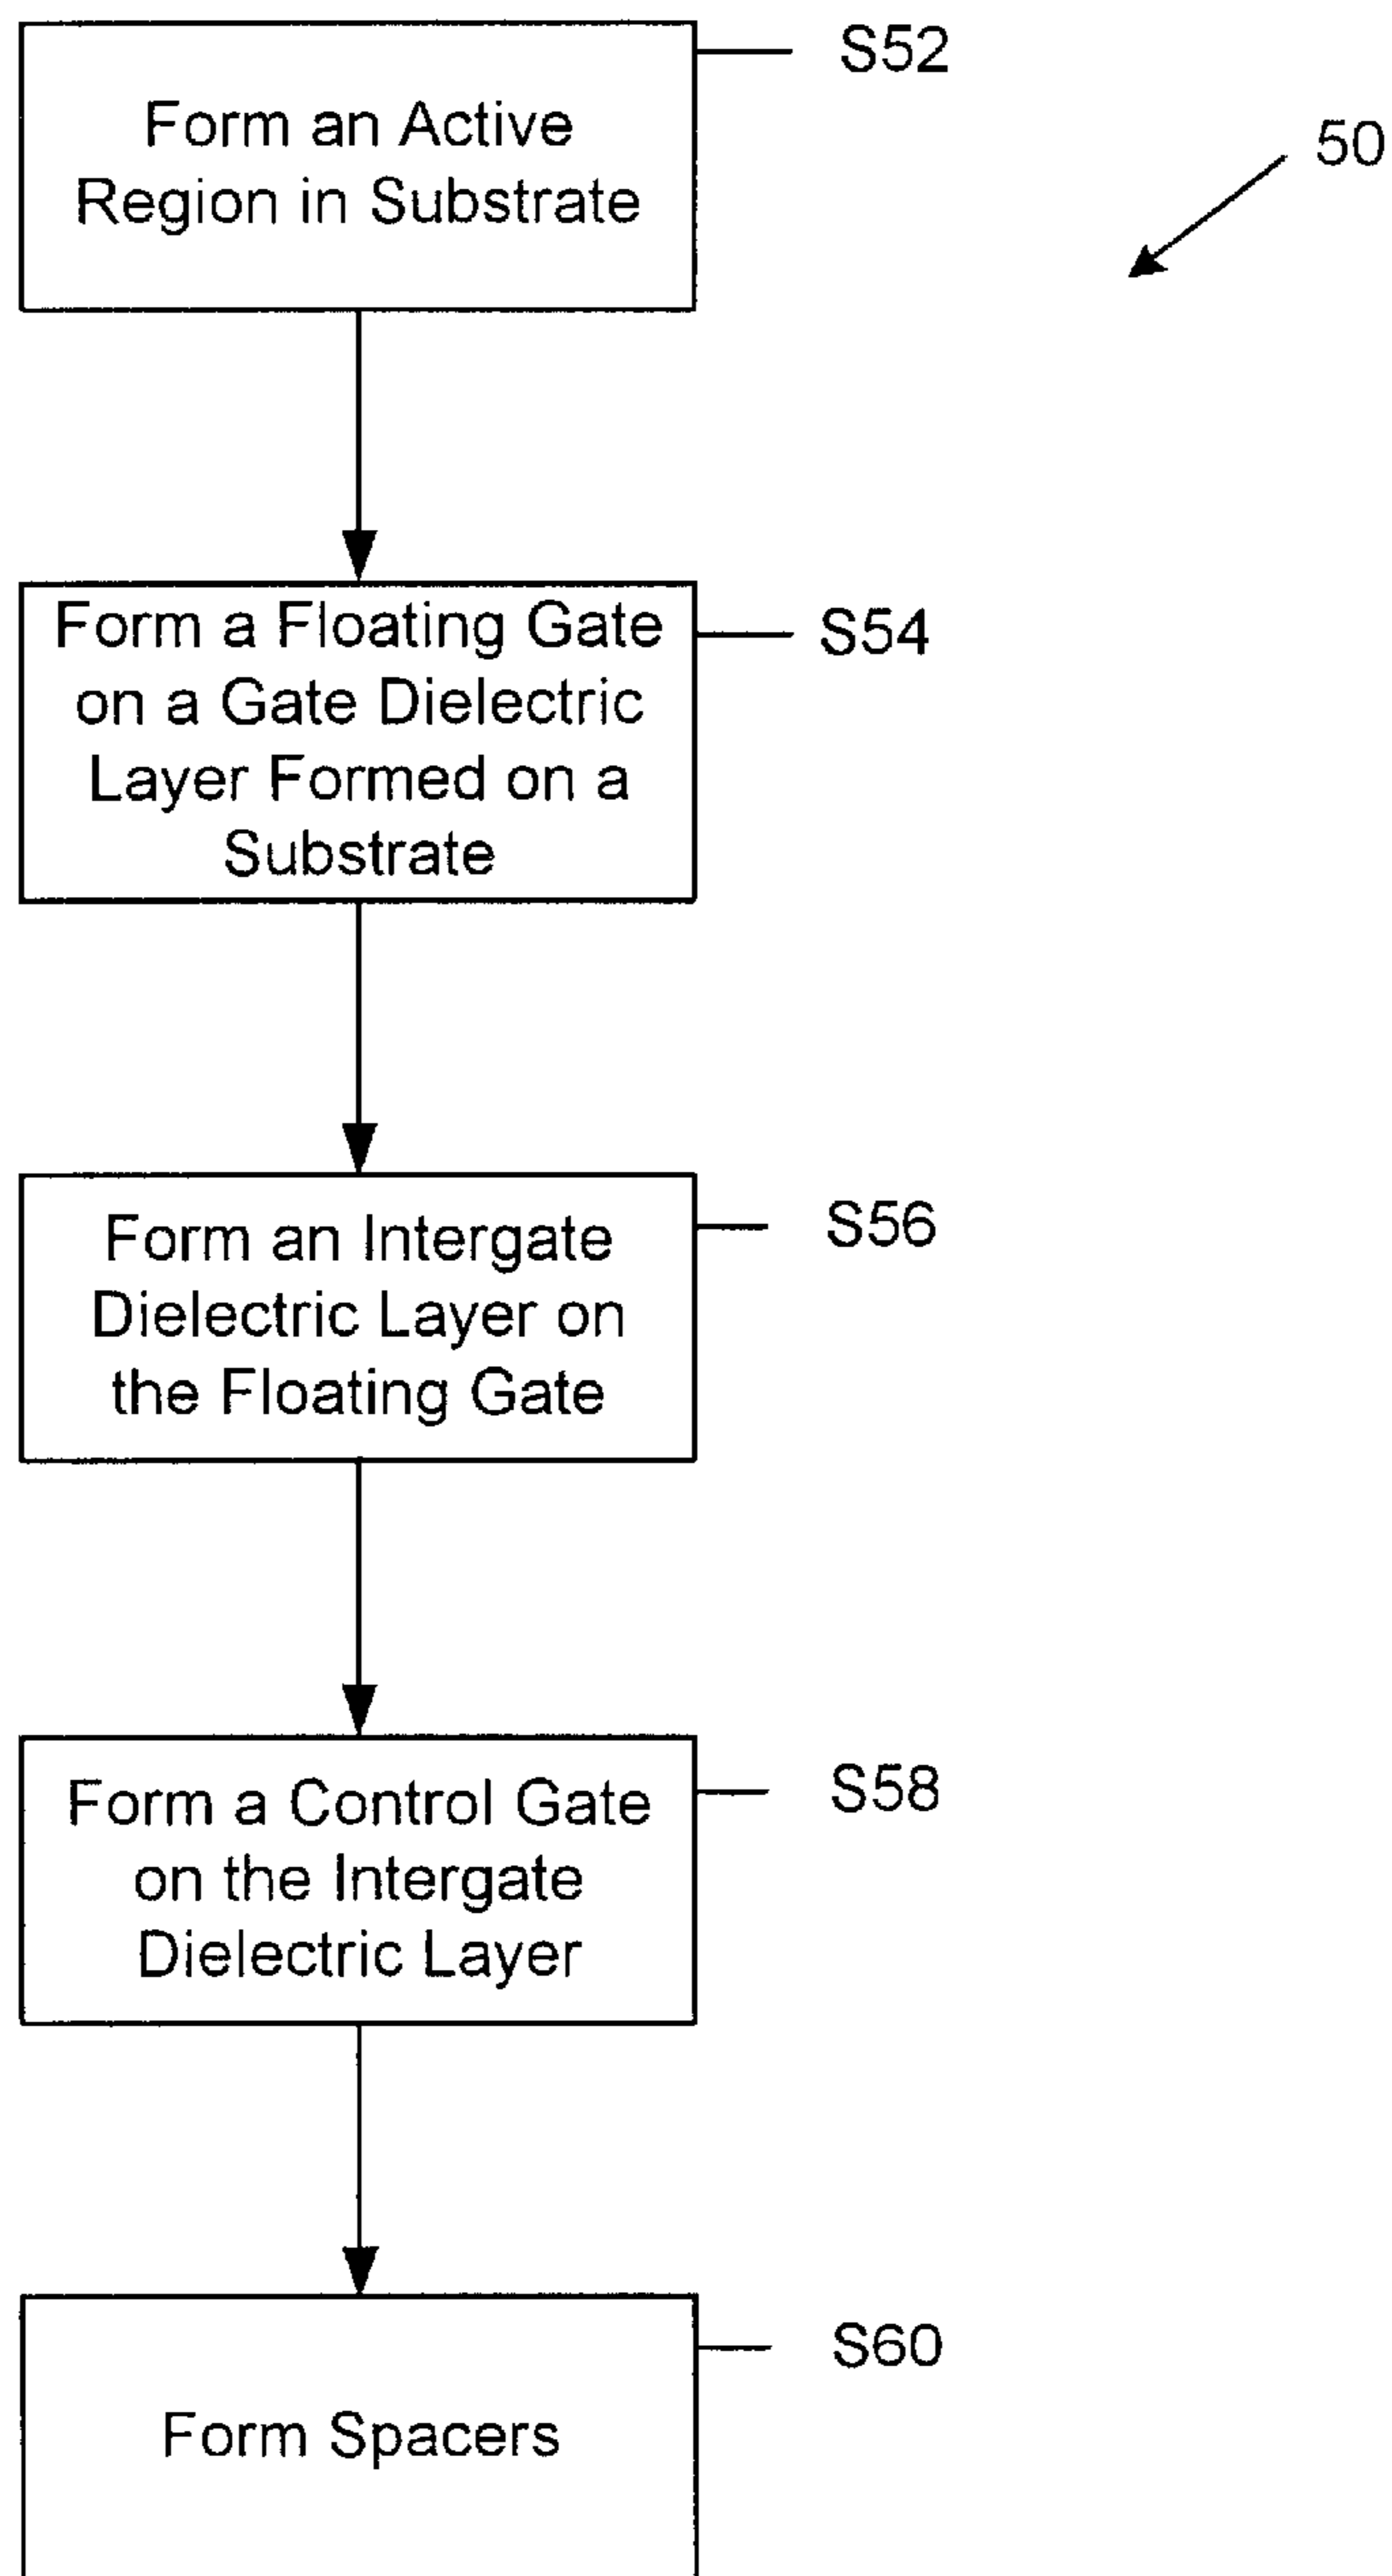 S52
Form an Active
Region in Substrate
50
Form a Floating Gate
on a Gate Dielectric
Layer Formed on a
Substrate
S54
Form an Intergate
Dielectric Layer on
the Floating Gate
S56
Form a Control Gate
on the Intergate
Dielectric Layer
S58
Form Spacers
S60